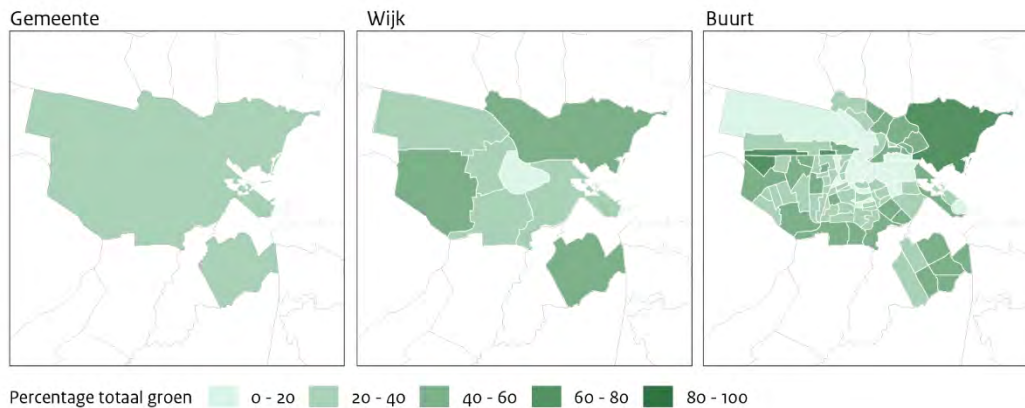 Gemeente
Wijk
Buurt
Percentage totaal groen 0 - 20 20 - 40 40 - 60 60 - 80 80 - 100